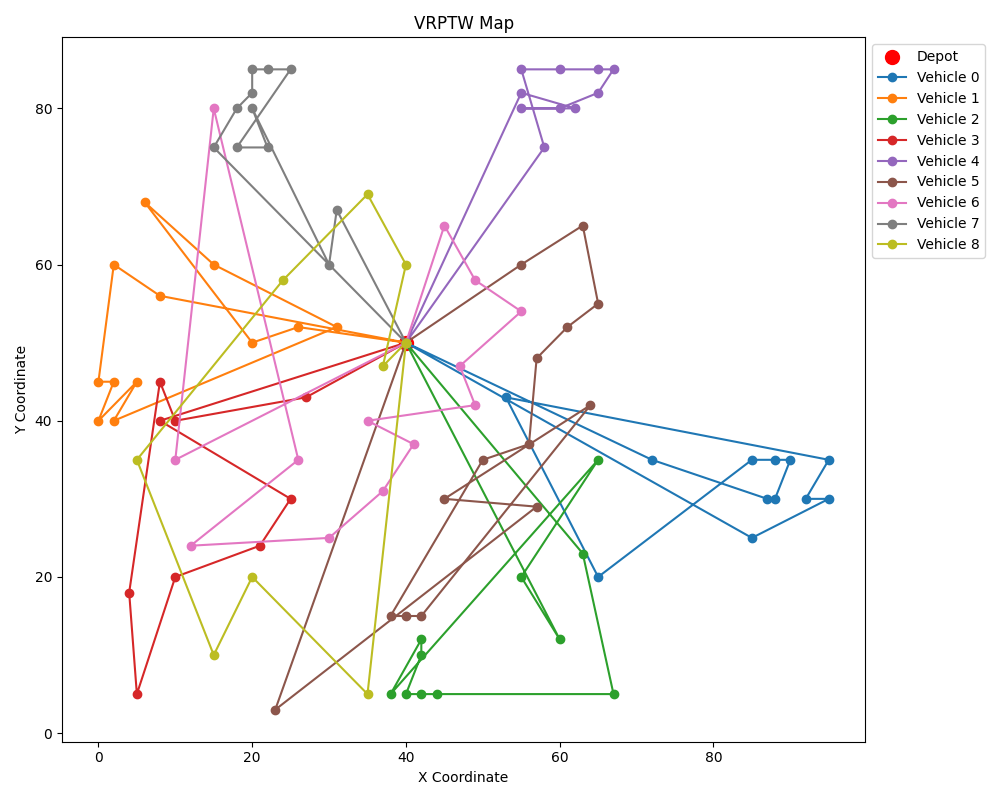 VRPTW Map
Y Coordinate
80
60
40
20
0
0
20
40
60
80
X Coordinate
Depot
Vehicle 0
Vehicle 1
Vehicle 2
Vehicle 3
Vehicle 4
Vehicle 5
Vehicle 6
Vehicle 7
Vehicle 8